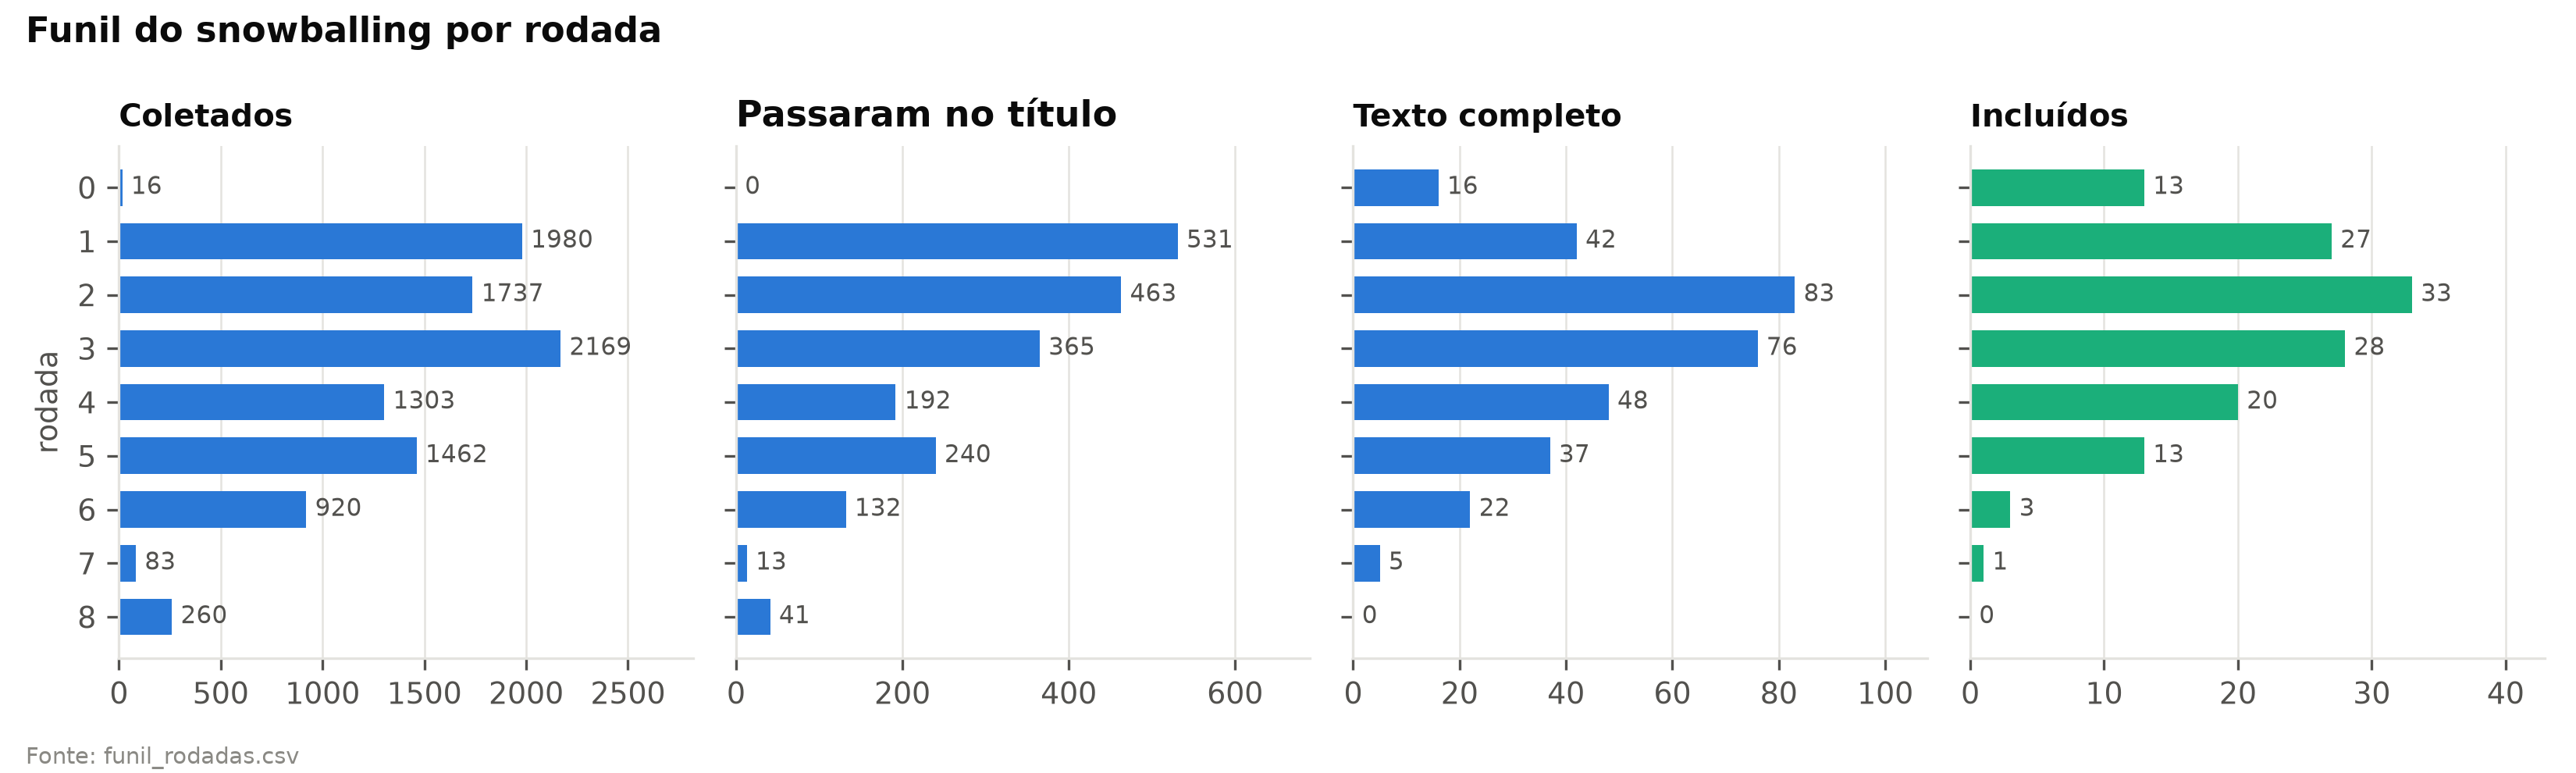 Funil do snowballing por rodada
Coletados
Passaram no título
Texto completo
Incluídos
rodada
0 16 0 16 13
1 1980 531 42 27
2 1737 463 83 33
3 2169 365 76 28
4 1303 192 48 20
5 1462 240 37 13
6 920 132 22 3
7 83 13 5 1
8 260 41 0 0
0 500 1000 1500 2000 2500
0 200 400 600
0 20 40 60 80 100
0 10 20 30 40
Fonte: funil_rodadas.csv